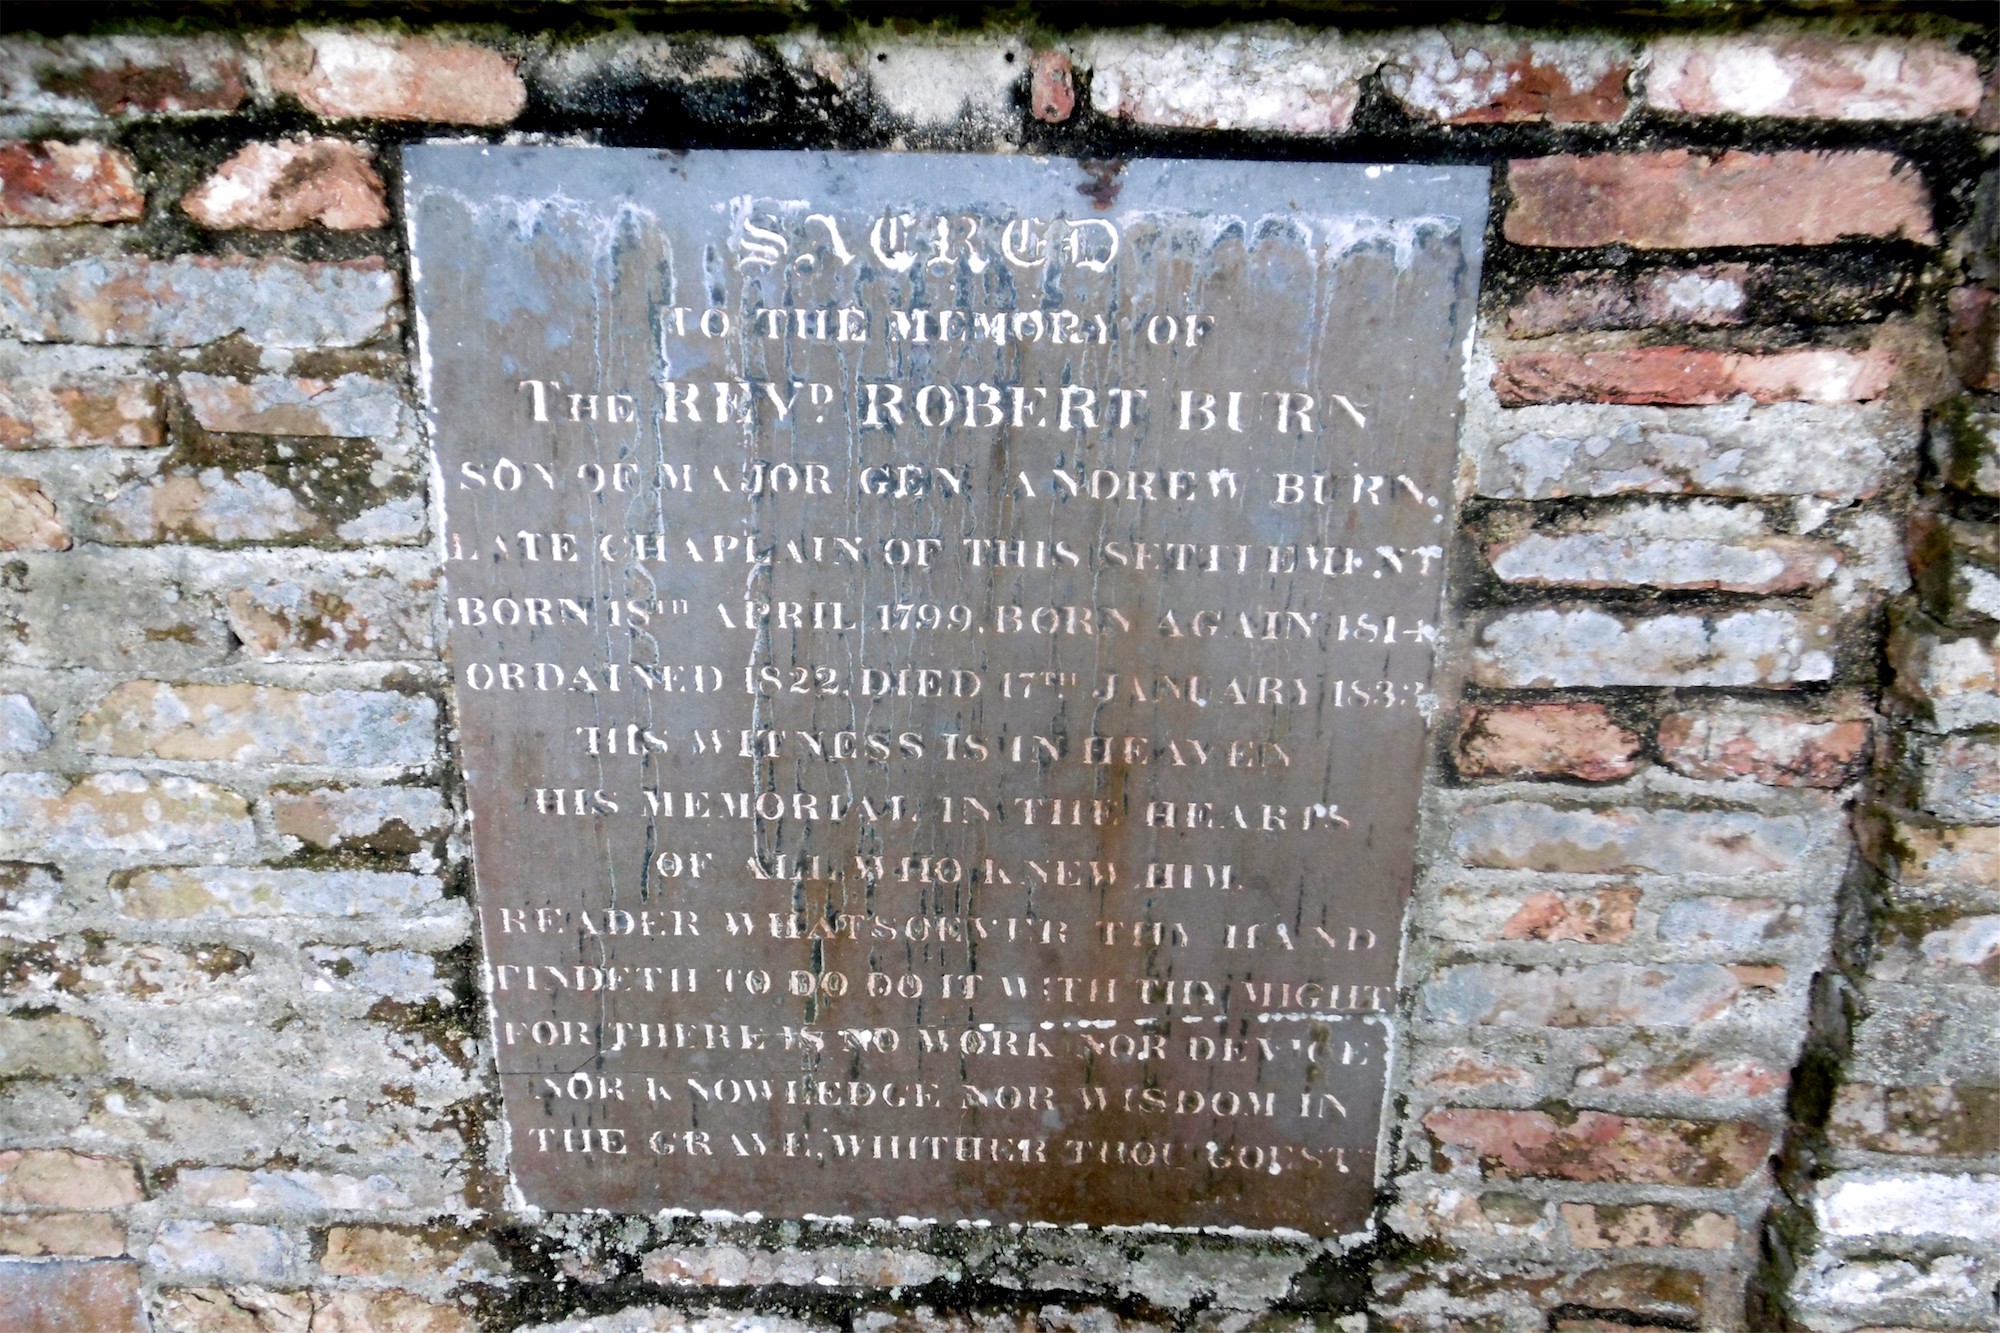 SACRED
TO THE MEMORY OF
THE REVD. ROBERT BURN
SON OF MAJOR GEN ANDREW BURN,
LATE CHAPLAIN OF THIS SETTLEMENT
BORN 18TH APRIL 1799, BORN AGAIN 1814,
ORDAINED 1822, DIED 17TH JANUARY 1833,
HIS WITNESS IS IN HEAVEN
HIS MEMORIAL IN THE HEARTS
OF ALL WHO KNEW HIM.
READER WHATSOEVER THY HAND
FINDETH TO DO DO IT WITH THY MIGHT
FOR THERE IS NO WORK NOR DEVICE
NOR KNOWLEDGE NOR WISDOM IN
THE GRAVE, WHITHER THOU GOEST